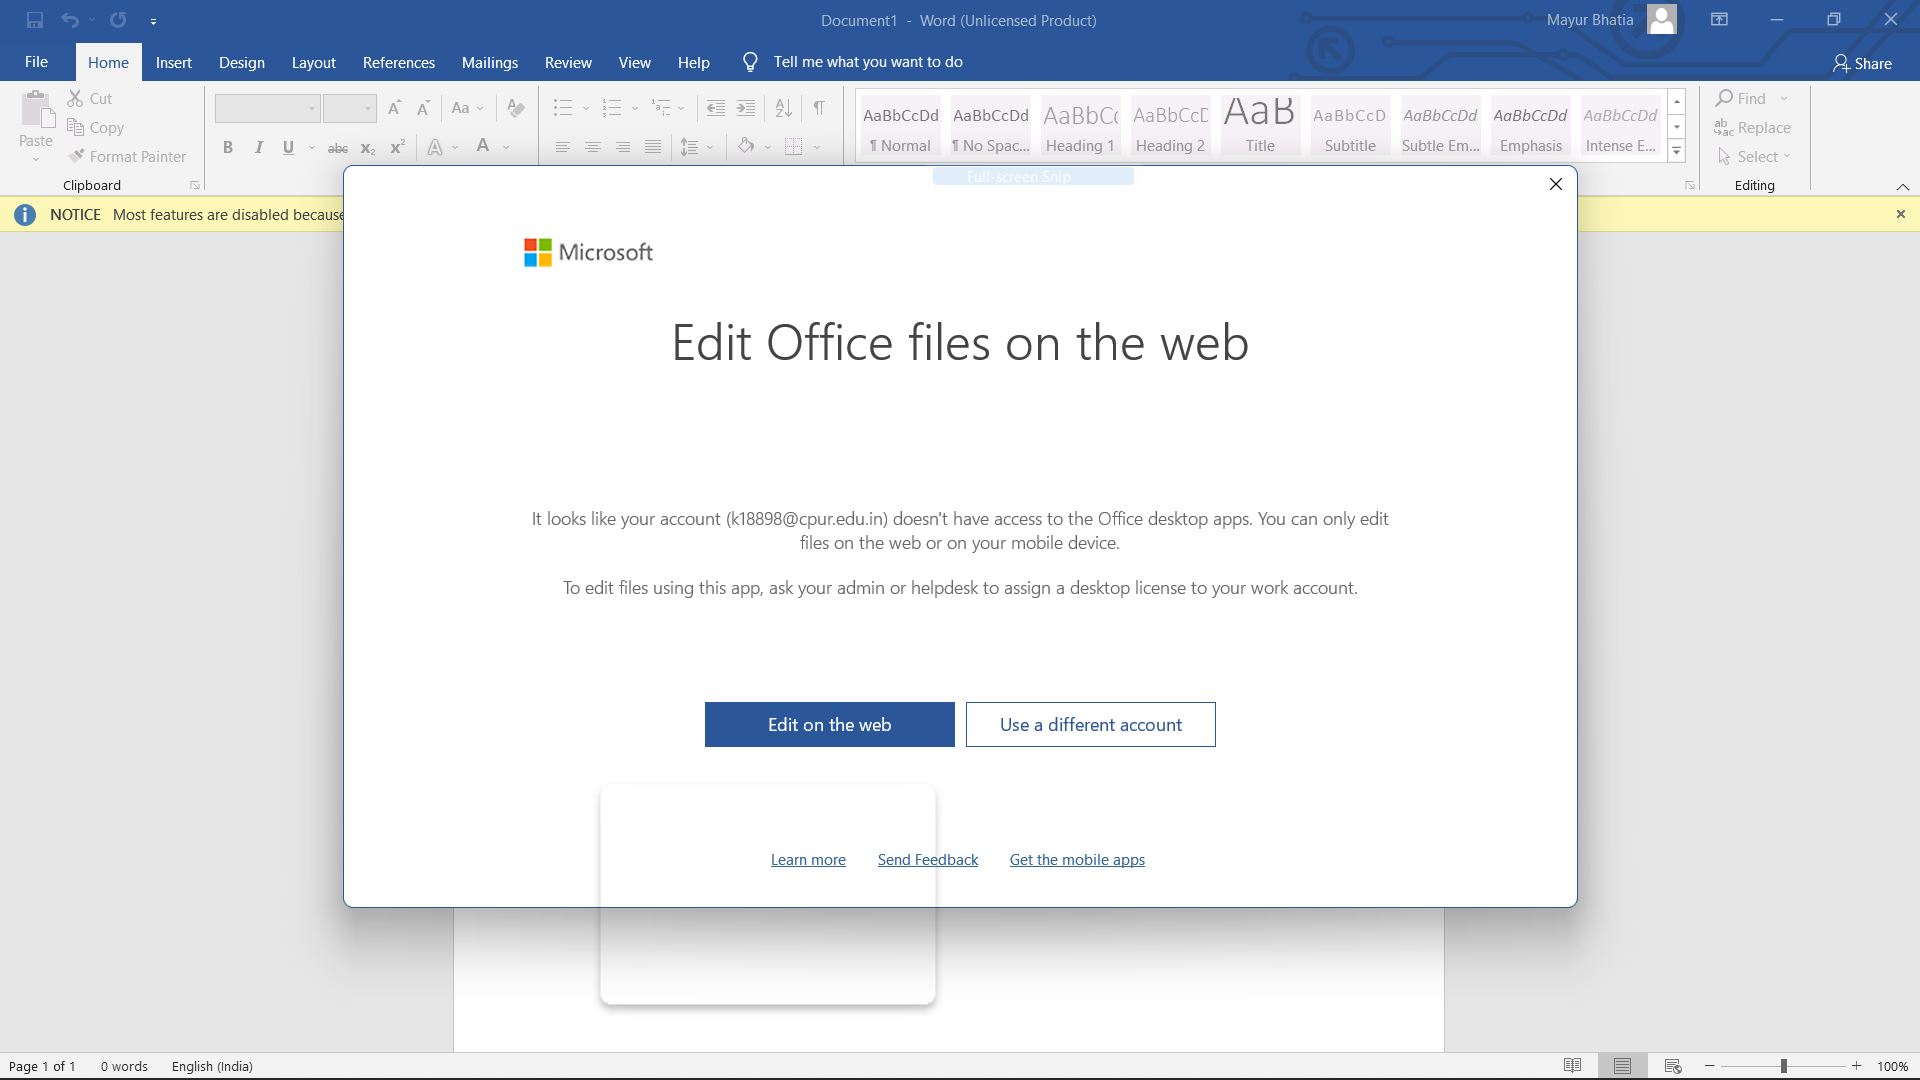 Document1 - Word (Unlicensed Product)
Mayur Bhatia
File Home Insert Design Layout References Mailings Review View Help Tell me what you want to do Share
Cut
Copy
Paste
Format Painter
Clipboard
Aa
B I U abc x₂ x² A A
AaBbCcDd AaBbCcDd AaBbCc AaBbCcD AaB AaBbCcD AaBbCcDd AaBbCcDd AaBbCcDd
¶ Normal ¶ No Spac... Heading 1 Heading 2 Title Subtitle Subtle Em... Emphasis Intense E...
Find
Replace
Select
Editing
NOTICE Most features are disabled because
Full-screen Snip
Microsoft
Edit Office files on the web
It looks like your account (k18898@cpur.edu.in) doesn't have access to the Office desktop apps. You can only edit
files on the web or on your mobile device.
To edit files using this app, ask your admin or helpdesk to assign a desktop license to your work account.
Edit on the web Use a different account
Learn more Send Feedback Get the mobile apps
Page 1 of 1 0 words English (India) 100%